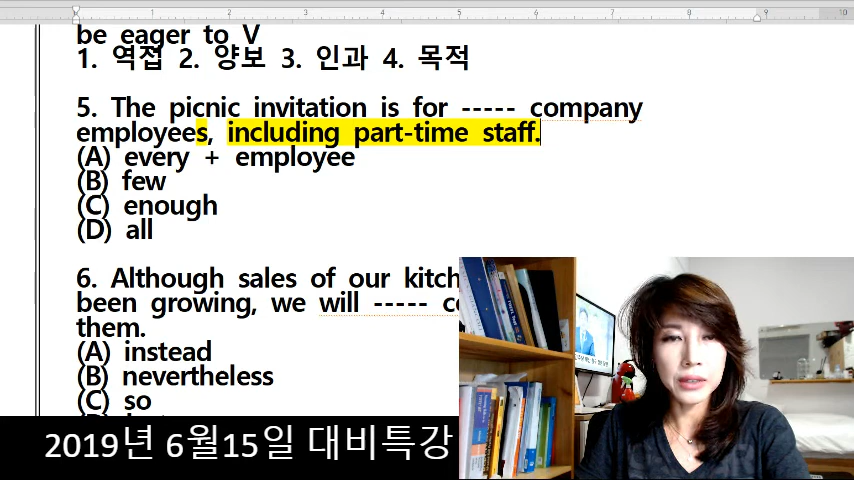 be eager to V
1. 역접 2. 양보 3. 인과 4. 목적
5. The picnic invitation is for ----- company
employees, including part-time staff.
(A) every + employee
(B) few
(C) enough
(D) all
6. Although sales of our kitch
been growing, we will -----
them.
(A) instead
(B) nevertheless
(C) so
2019년 6월15일 대비특강